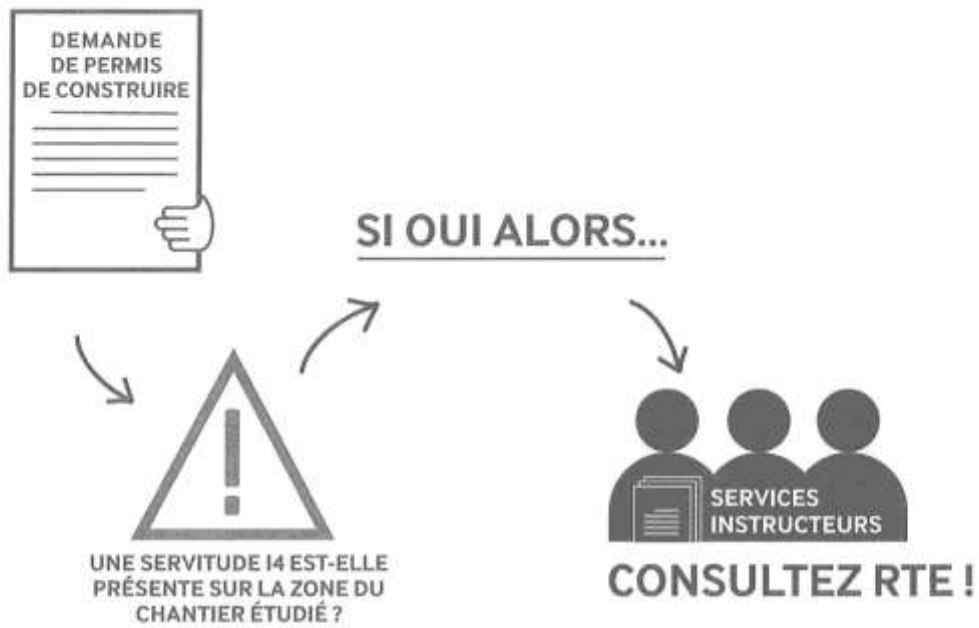 DEMANDE
DE PERMIS
DE CONSTRUIRE
SI OUI ALORS...
UNE SERVITUDE I4 EST-ELLE
PRÉSENTE SUR LA ZONE DU
CHANTIER ÉTUDIÉ ?
SERVICES
INSTRUCTEURS
CONSULTEZ RTE !